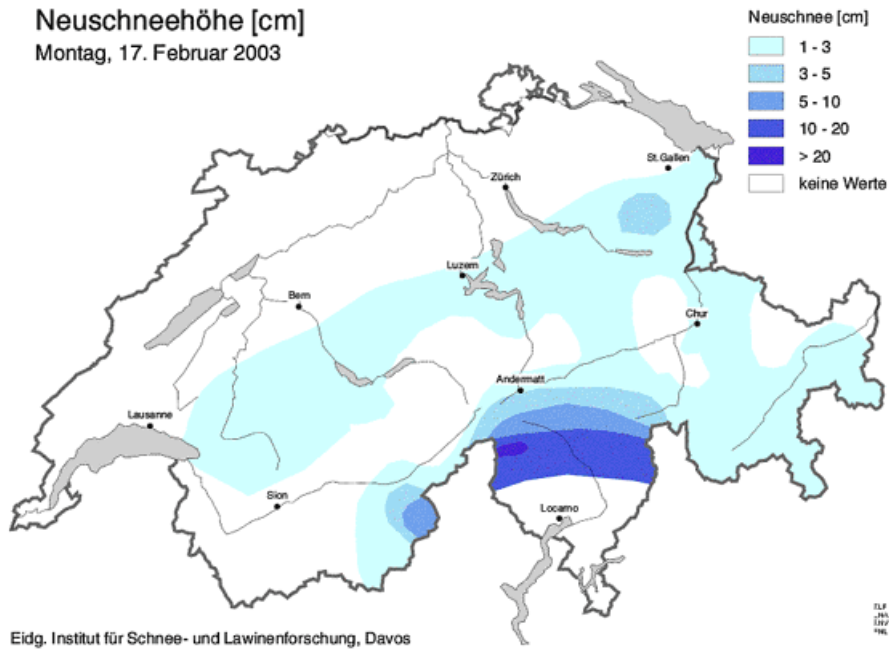 Neuschneehöhe [cm]
Montag, 17. Februar 2003
Neuschnee [cm]
1 - 3
3 - 5
5 - 10
10 - 20
> 20
keine Werte
St.Gallen
Zürich
Luzern
Bern
Chur
Andermatt
Lausanne
Sion
Locarno
Eidg. Institut für Schnee- und Lawinenforschung, Davos